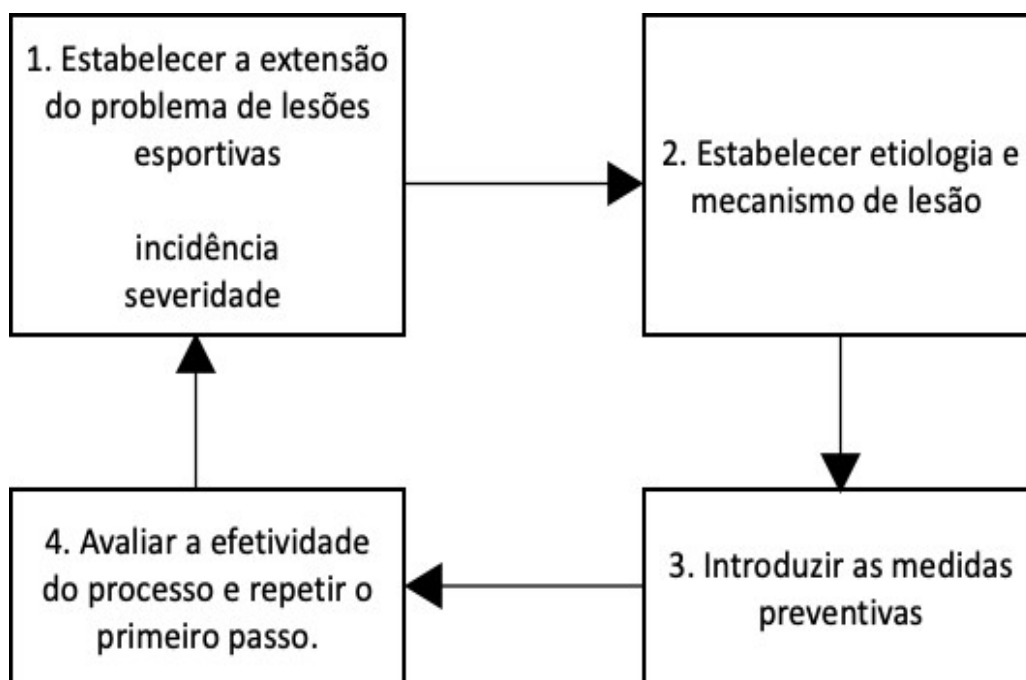 1. Estabelecer a extensão
do problema de lesões
esportivas
incidência
severidade
2. Estabelecer etiologia e
mecanismo de lesão
3. Introduzir as medidas
preventivas
4. Avaliar a efetividade
do processo e repetir o
primeiro passo.